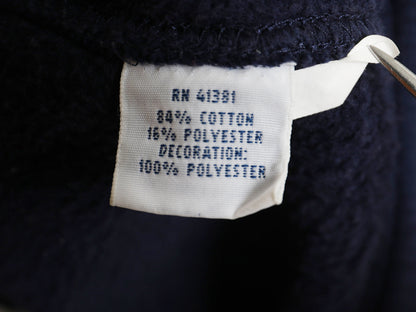 RN 41381
84% COTTON
16% POLYESTER
DECORATION:
100% POLYESTER